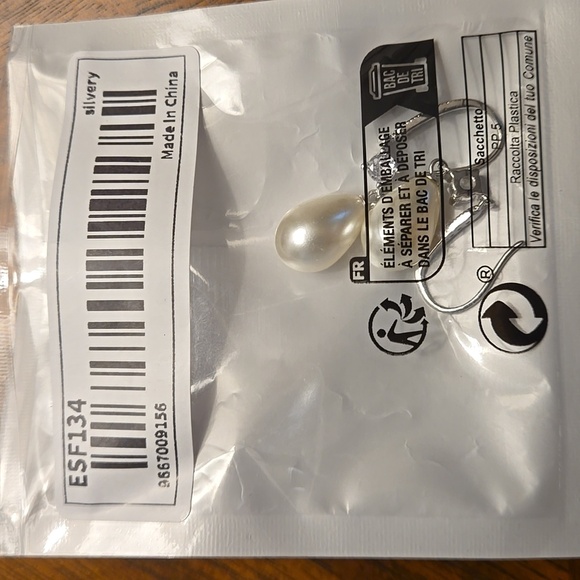 silvery
Made In China
ESF134
9667009156
BAC
DE
TRI
FR
ÉLÉMENTS D'EMBALLAGE
À SÉPARER ET À DÉPOSER
DANS LE BAC DE TRI
Sacchetto
PP 5
Raccolta Plastica
Verifica le disposizioni del tuo Comune
®